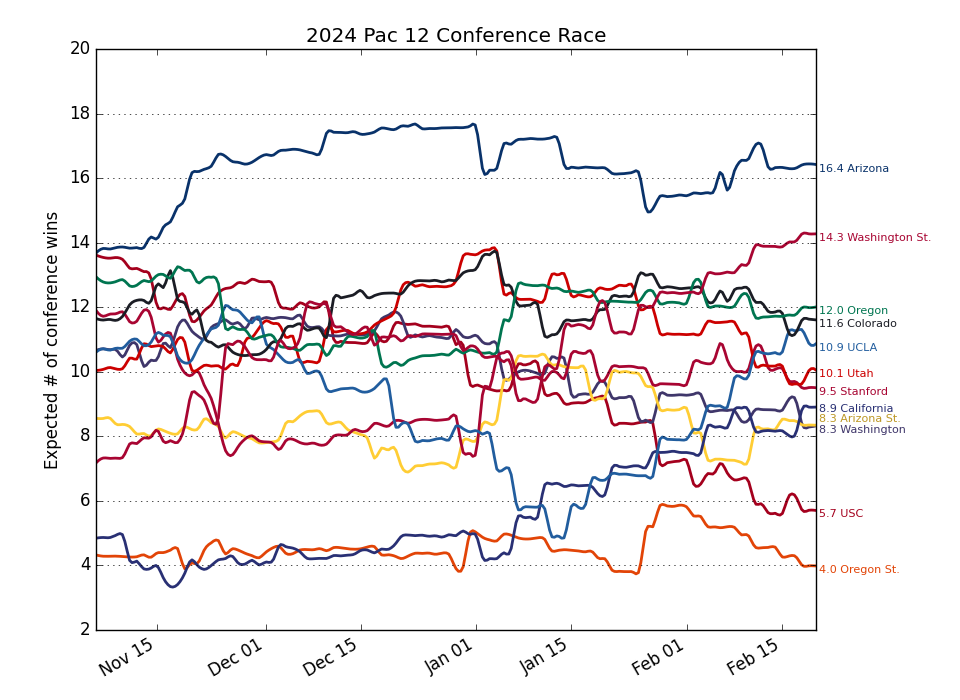 2024 Pac 12 Conference Race
Expected # of conference wins
20
18
16
14
12
10
8
6
4
2
16.4 Arizona
14.3 Washington St.
12.0 Oregon
11.6 Colorado
10.9 UCLA
10.1 Utah
9.5 Stanford
8.9 California
8.3 Arizona St.
8.3 Washington
5.7 USC
4.0 Oregon St.
Nov 15
Dec 01
Dec 15
Jan 01
Jan 15
Feb 01
Feb 15